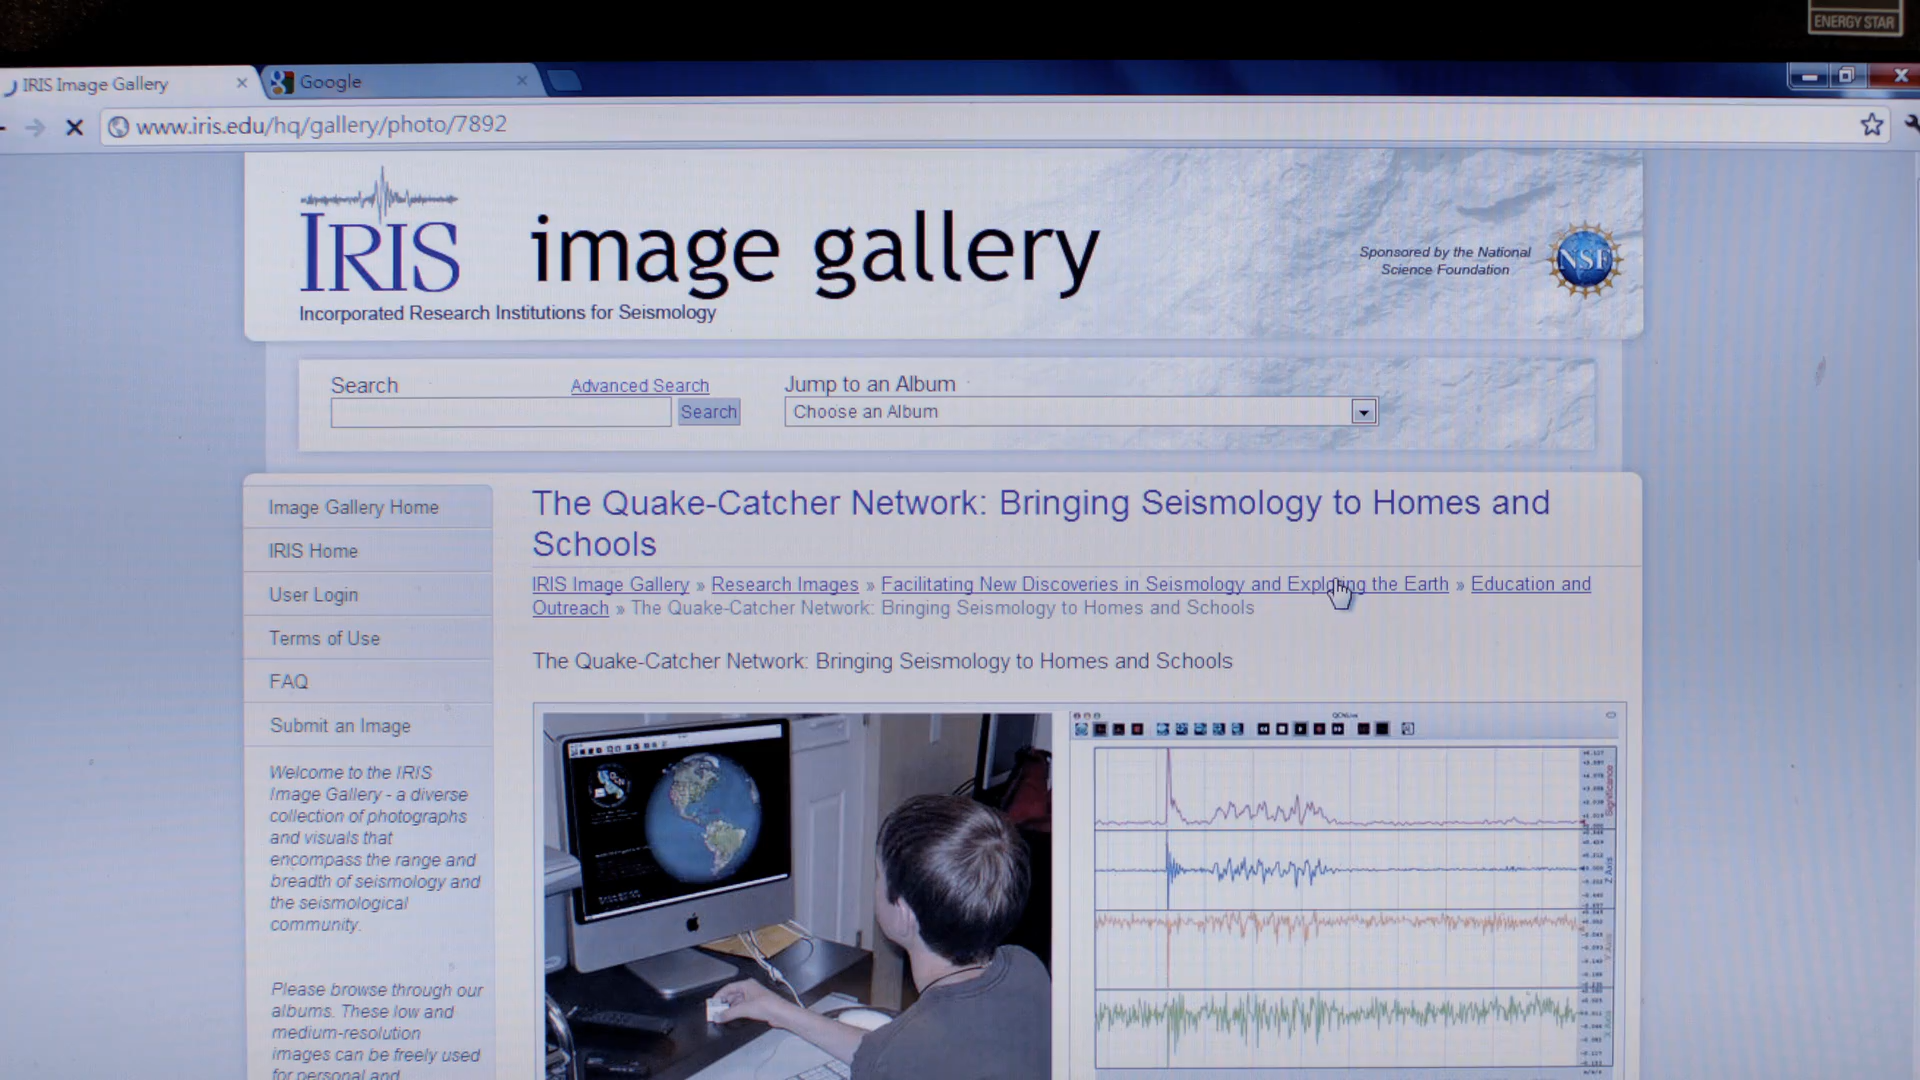 ENERGY STAR
IRIS Image Gallery
Google
www.iris.edu/hq/gallery/photo/7892
IRIS image gallery
Incorporated Research Institutions for Seismology
Sponsored by the National
Science Foundation
NSF
Search
Advanced Search
Search
Jump to an Album
Choose an Album
Image Gallery Home
IRIS Home
User Login
Terms of Use
FAQ
Submit an Image
Welcome to the IRIS
Image Gallery - a diverse
collection of photographs
and visuals that
encompass the range and
breadth of seismology and
the seismological
community.
Please browse through our
albums. These low and
medium-resolution
images can be freely used
for personal and
The Quake-Catcher Network: Bringing Seismology to Homes and
Schools
IRIS Image Gallery » Research Images » Facilitating New Discoveries in Seismology and Exploring the Earth » Education and
Outreach » The Quake-Catcher Network: Bringing Seismology to Homes and Schools
The Quake-Catcher Network: Bringing Seismology to Homes and Schools
QCNLive
Significance
Z Axis
Y Axis
X Axis